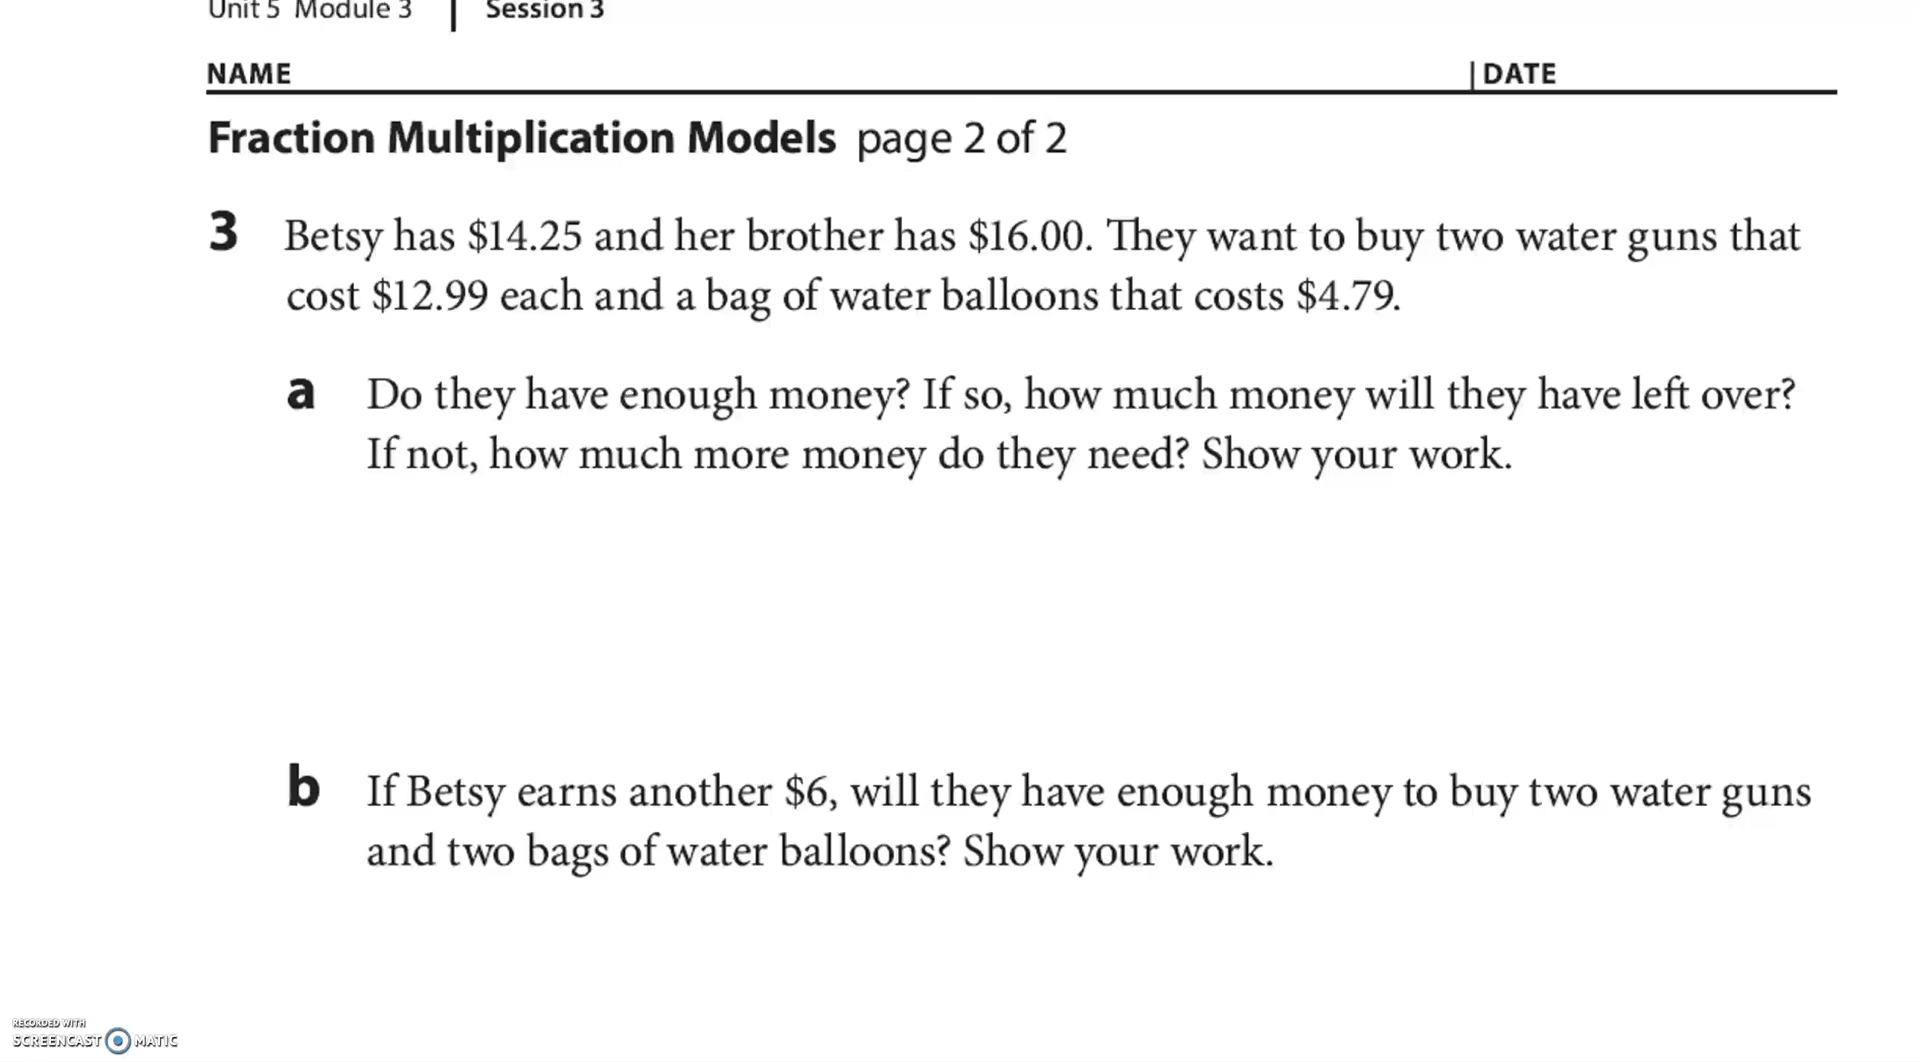 Unit 5 Module 3 | Session 3
NAME | DATE
Fraction Multiplication Models page 2 of 2
3 Betsy has $14.25 and her brother has $16.00. They want to buy two water guns that
cost $12.99 each and a bag of water balloons that costs $4.79.
a Do they have enough money? If so, how much money will they have left over?
If not, how much more money do they need? Show your work.
b If Betsy earns another $6, will they have enough money to buy two water guns
and two bags of water balloons? Show your work.
RECORDED WITH
SCREENCAST MATIC